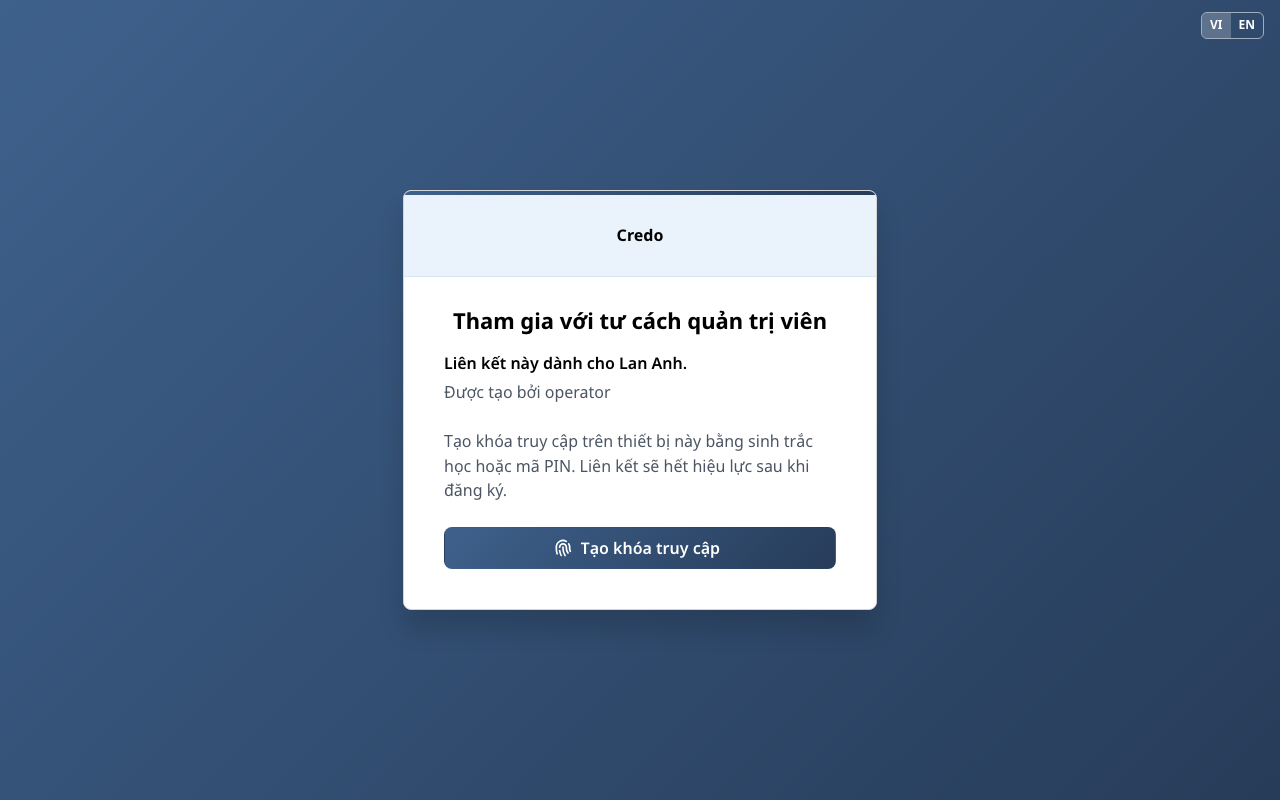 VI EN
Credo
Tham gia với tư cách quản trị viên
Liên kết này dành cho Lan Anh.
Được tạo bởi operator
Tạo khóa truy cập trên thiết bị này bằng sinh trắc
học hoặc mã PIN. Liên kết sẽ hết hiệu lực sau khi
đăng ký.
Tạo khóa truy cập